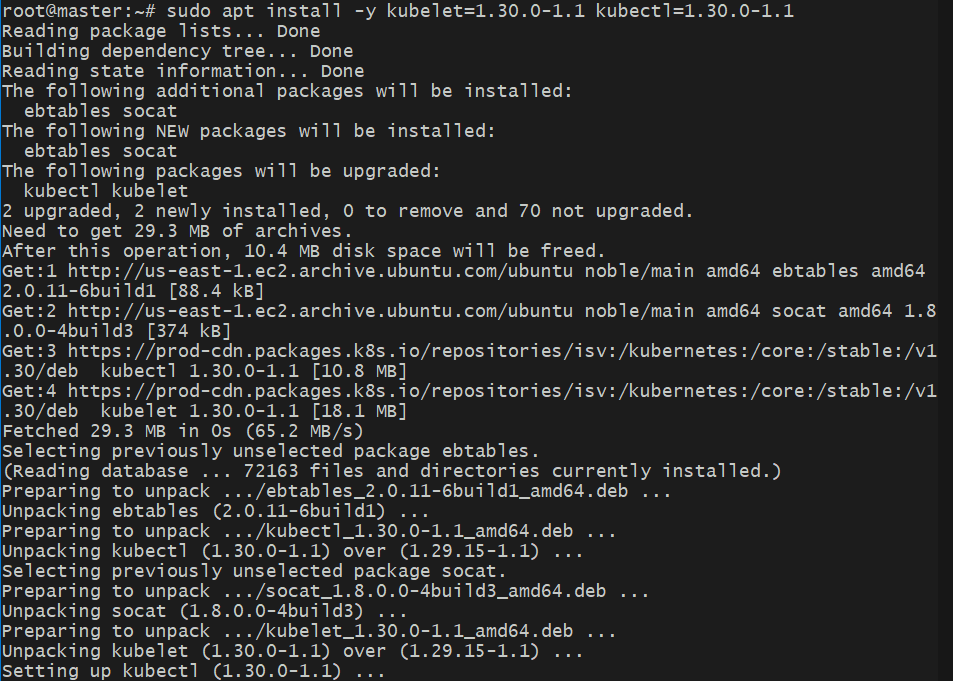 root@master:~# sudo apt install -y kubelet=1.30.0-1.1 kubectl=1.30.0-1.1
Reading package lists... Done
Building dependency tree... Done
Reading state information... Done
The following additional packages will be installed:
  ebtables socat
The following NEW packages will be installed:
  ebtables socat
The following packages will be upgraded:
  kubectl kubelet
2 upgraded, 2 newly installed, 0 to remove and 70 not upgraded.
Need to get 29.3 MB of archives.
After this operation, 10.4 MB disk space will be freed.
Get:1 http://us-east-1.ec2.archive.ubuntu.com/ubuntu noble/main amd64 ebtables amd64
2.0.11-6build1 [88.4 kB]
Get:2 http://us-east-1.ec2.archive.ubuntu.com/ubuntu noble/main amd64 socat amd64 1.8
.0.0-4build3 [374 kB]
Get:3 https://prod-cdn.packages.k8s.io/repositories/isv:/kubernetes:/core:/stable:/v1
.30/deb  kubectl 1.30.0-1.1 [10.8 MB]
Get:4 https://prod-cdn.packages.k8s.io/repositories/isv:/kubernetes:/core:/stable:/v1
.30/deb  kubelet 1.30.0-1.1 [18.1 MB]
Fetched 29.3 MB in 0s (65.2 MB/s)
Selecting previously unselected package ebtables.
(Reading database ... 72163 files and directories currently installed.)
Preparing to unpack .../ebtables_2.0.11-6build1_amd64.deb ...
Unpacking ebtables (2.0.11-6build1) ...
Preparing to unpack .../kubectl_1.30.0-1.1_amd64.deb ...
Unpacking kubectl (1.30.0-1.1) over (1.29.15-1.1) ...
Selecting previously unselected package socat.
Preparing to unpack .../socat_1.8.0.0-4build3_amd64.deb ...
Unpacking socat (1.8.0.0-4build3) ...
Preparing to unpack .../kubelet_1.30.0-1.1_amd64.deb ...
Unpacking kubelet (1.30.0-1.1) over (1.29.15-1.1) ...
Setting up kubectl (1.30.0-1.1) ...